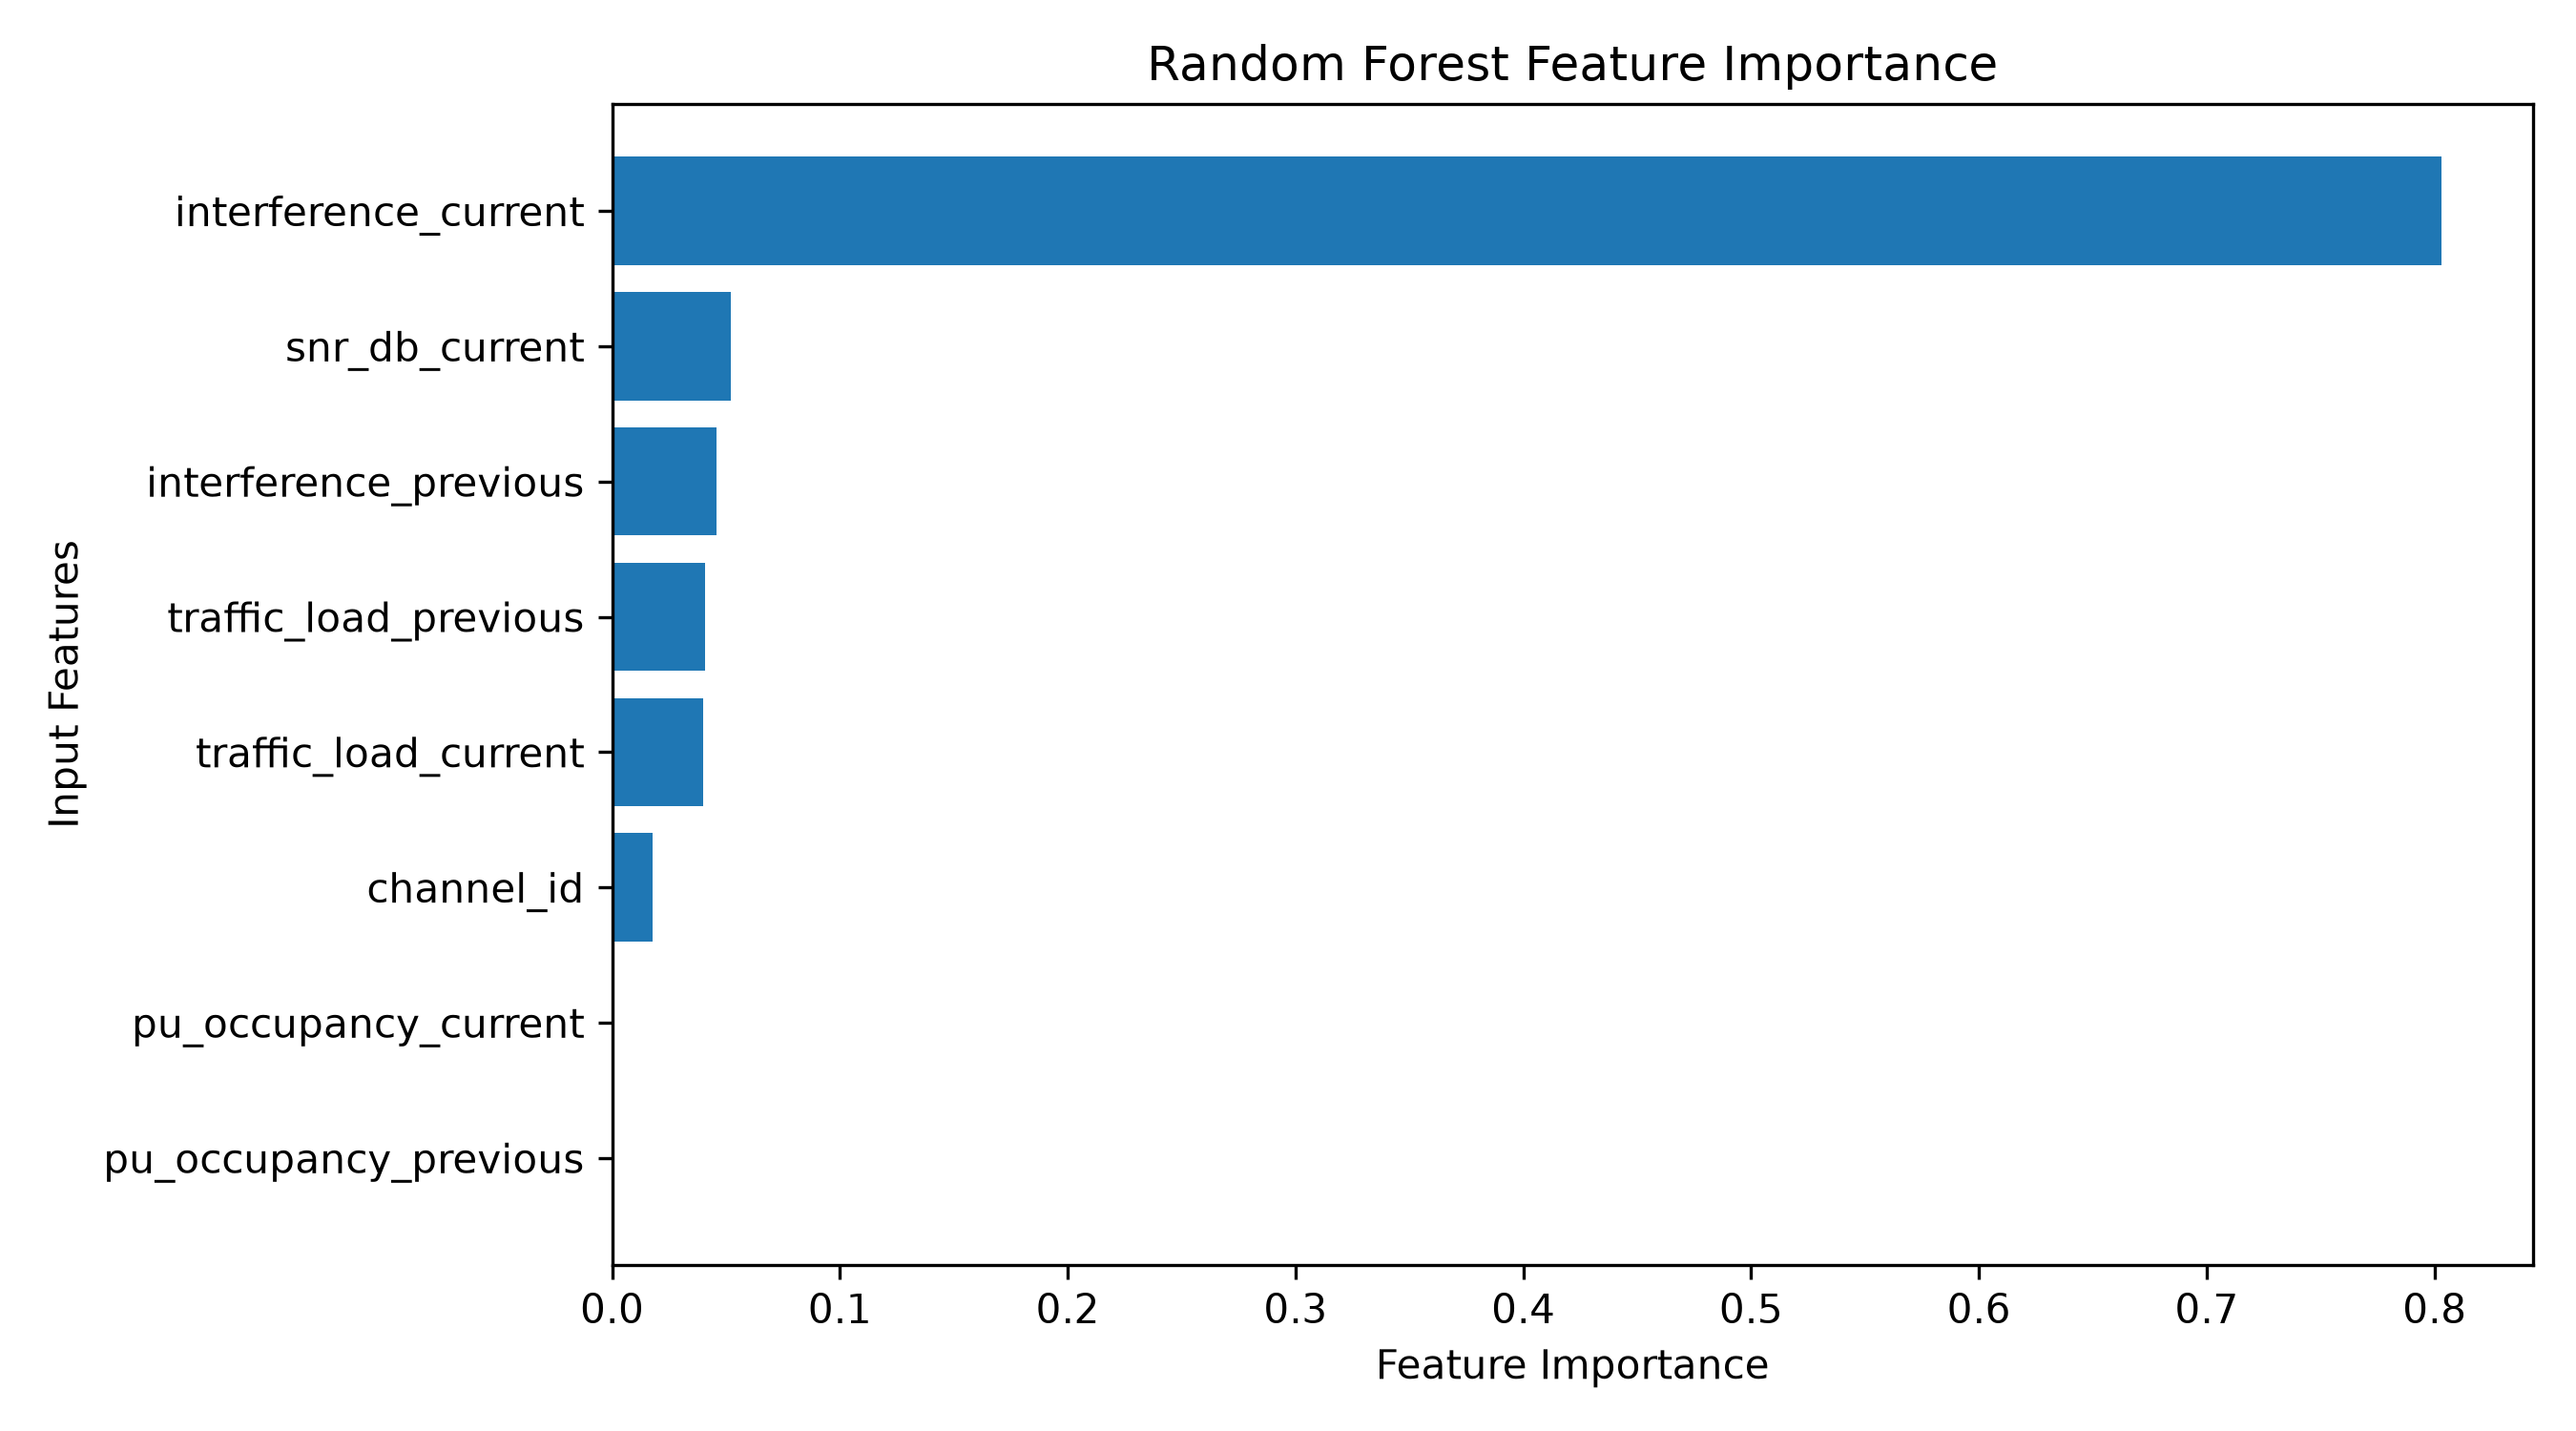 Random Forest Feature Importance
Input Features
interference_current
snr_db_current
interference_previous
traffic_load_previous
traffic_load_current
channel_id
pu_occupancy_current
pu_occupancy_previous
0.0 0.1 0.2 0.3 0.4 0.5 0.6 0.7 0.8
Feature Importance